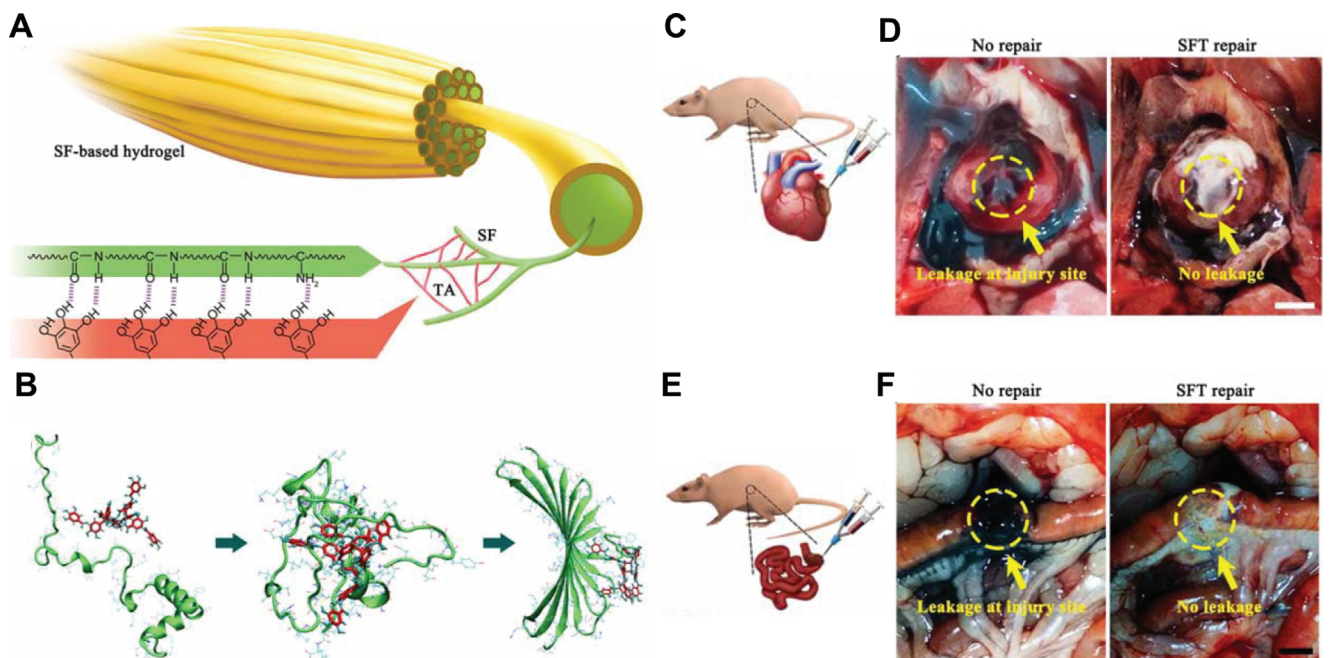 A
SF-based hydrogel
C N C N C N C
O H O H O H NH2
SF
TA
OH OH OH OH OH OH OH
OH OH OH OH
B
C
D
No repair
SFT repair
Leakage at injury site
No leakage
E
F
No repair
SFT repair
Leakage at injury site
No leakage